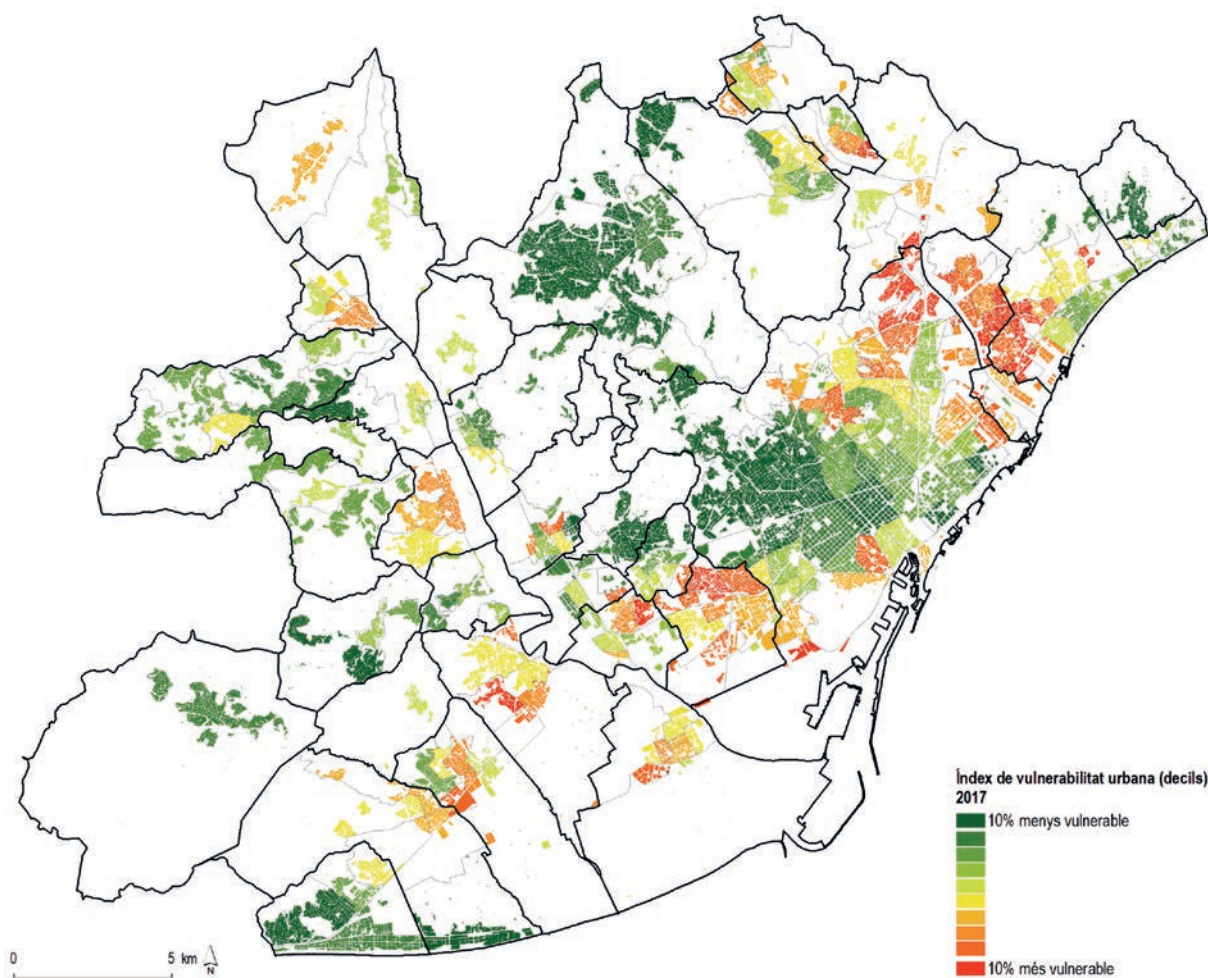 Índex de vulnerabilitat urbana (decils)
2017
10% menys vulnerable
10% més vulnerable
0 5 km
N